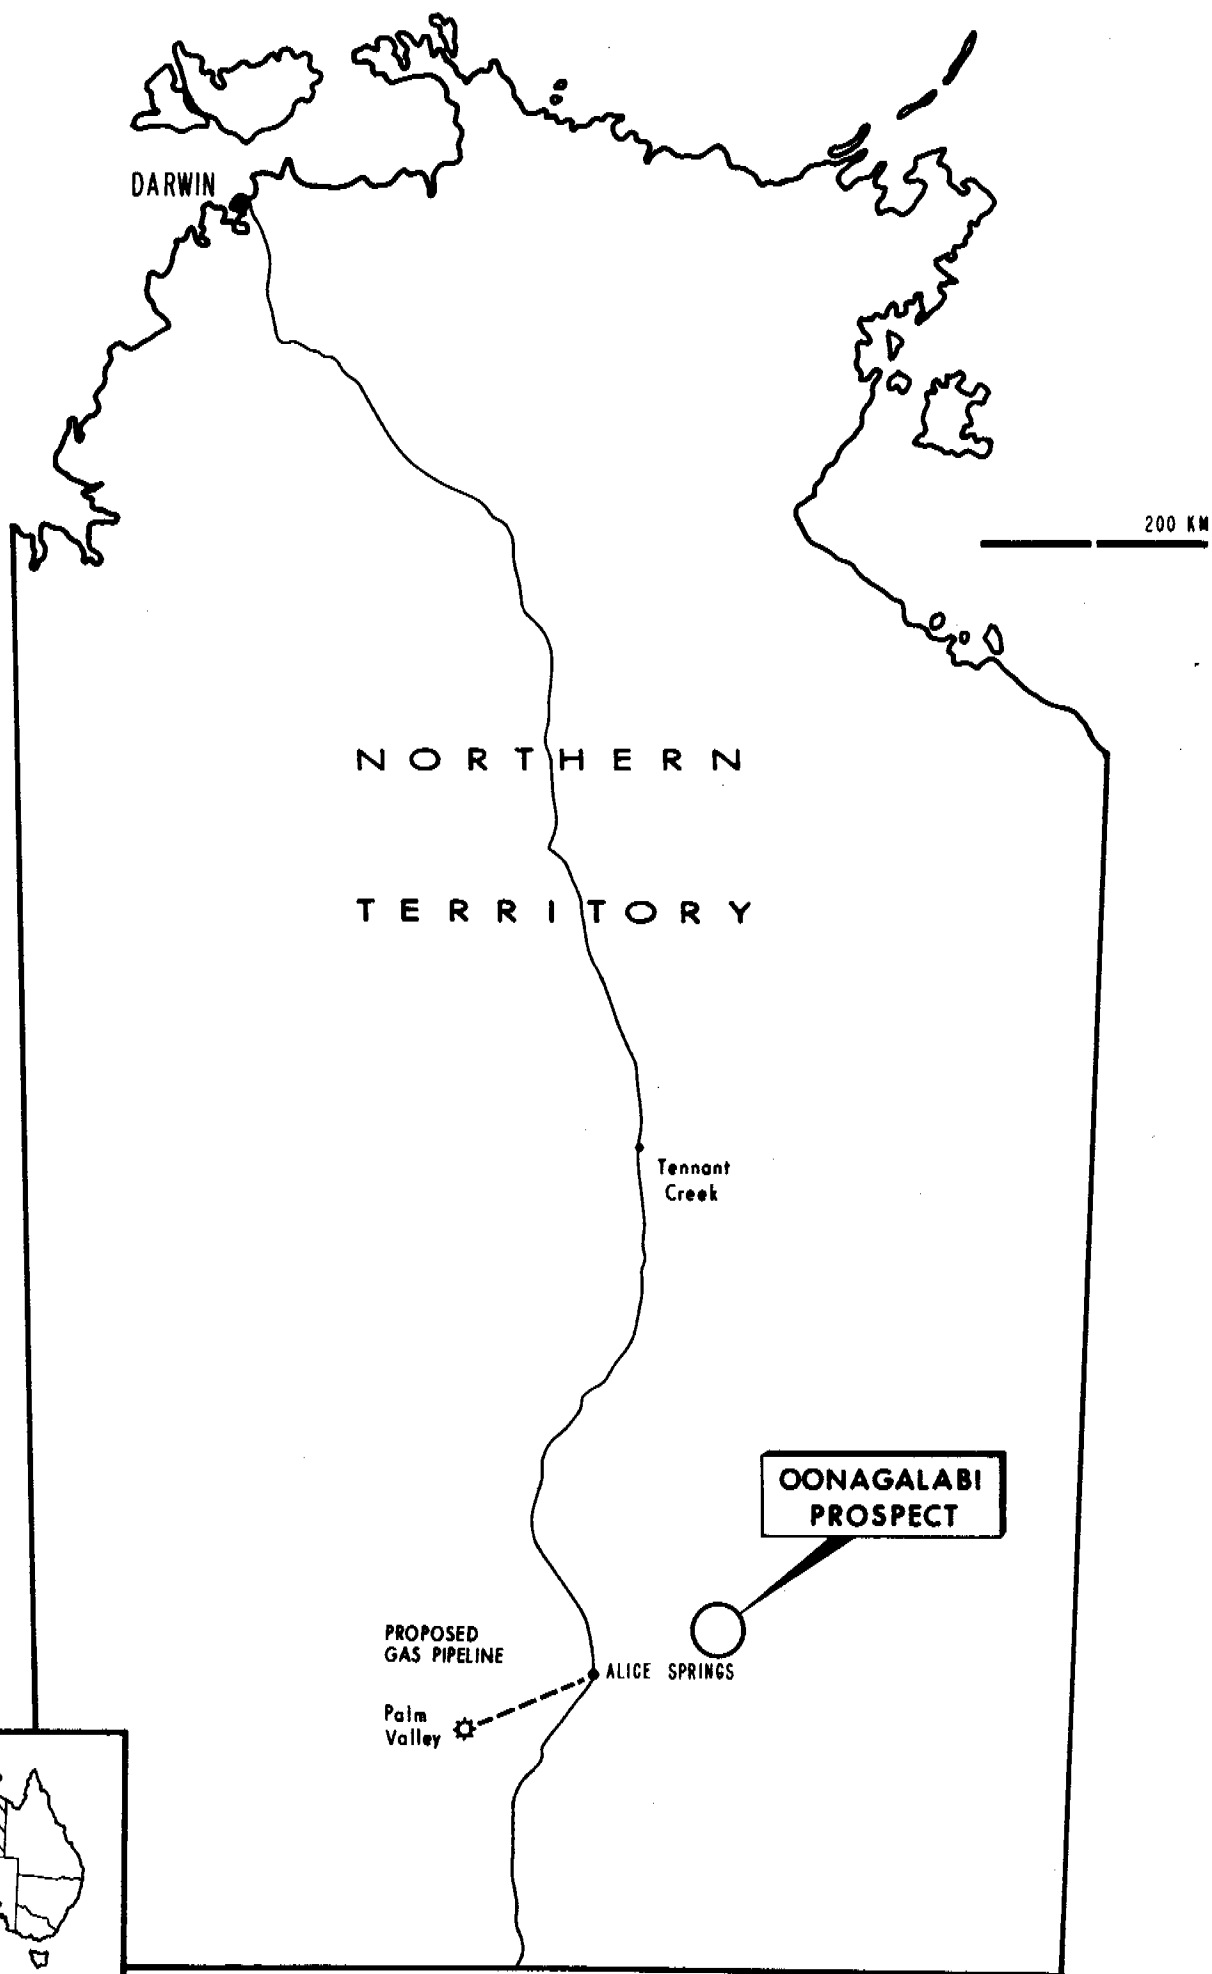 DARWIN
200 KM
NORTHERN
TERRITORY
Tennant
Creek
OONAGALABI
PROSPECT
PROPOSED
GAS PIPELINE
ALICE SPRINGS
Palm
Valley